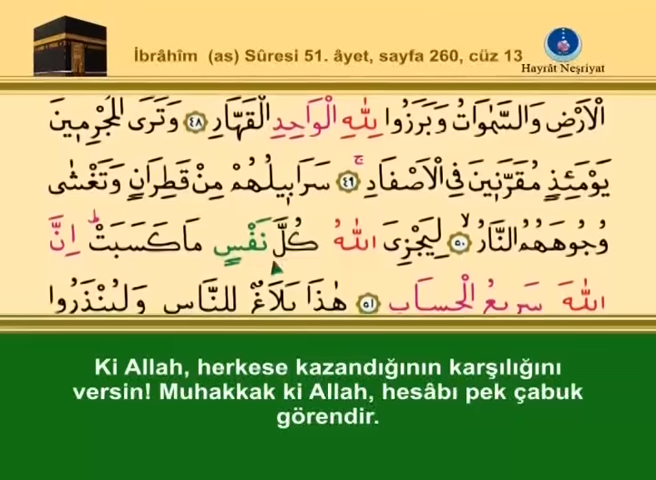 İbrâhîm (as) Sûresi 51. âyet, sayfa 260, cüz 13
Hayrât Neşriyat
الْاَرْضِ وَالسَّمٰوَاتُ وَبَرَزُوا لِلّٰهِ الْوَاحِدِ الْقَهَّارِ ﴿٤٨﴾ وَتَرَى الْمُجْرِمٖينَ
يَوْمَئِذٍ مُقَرَّنٖينَ فِى الْاَصْفَادِۚ ﴿٤٩﴾ سَرَابٖيلُهُمْ مِنْ قَطِرَانٍ وَتَغْشٰى
وُجُوهَهُمُ النَّارُۙ ﴿٥٠﴾ لِيَجْزِىَ اللّٰهُ كُلَّ نَفْسٍ مَاكَسَبَتْؕ اِنَّ
اللّٰهَ سَرٖيعُ الْحِسَابِ ﴿٥١﴾ هٰذَا بَلَاغٌ لِلنَّاسِ وَلِيُنْذَرُوا
Ki Allah, herkese kazandığının karşılığını
versin! Muhakkak ki Allah, hesâbı pek çabuk
görendir.